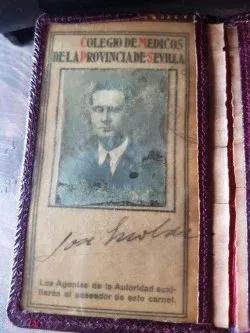 COLEGIO DE MEDICOS
DE LA PROVINCIA DE SEVILLA
José
Los Agentes de la Autoridad auxi-
liarán al poseedor de este carnet.